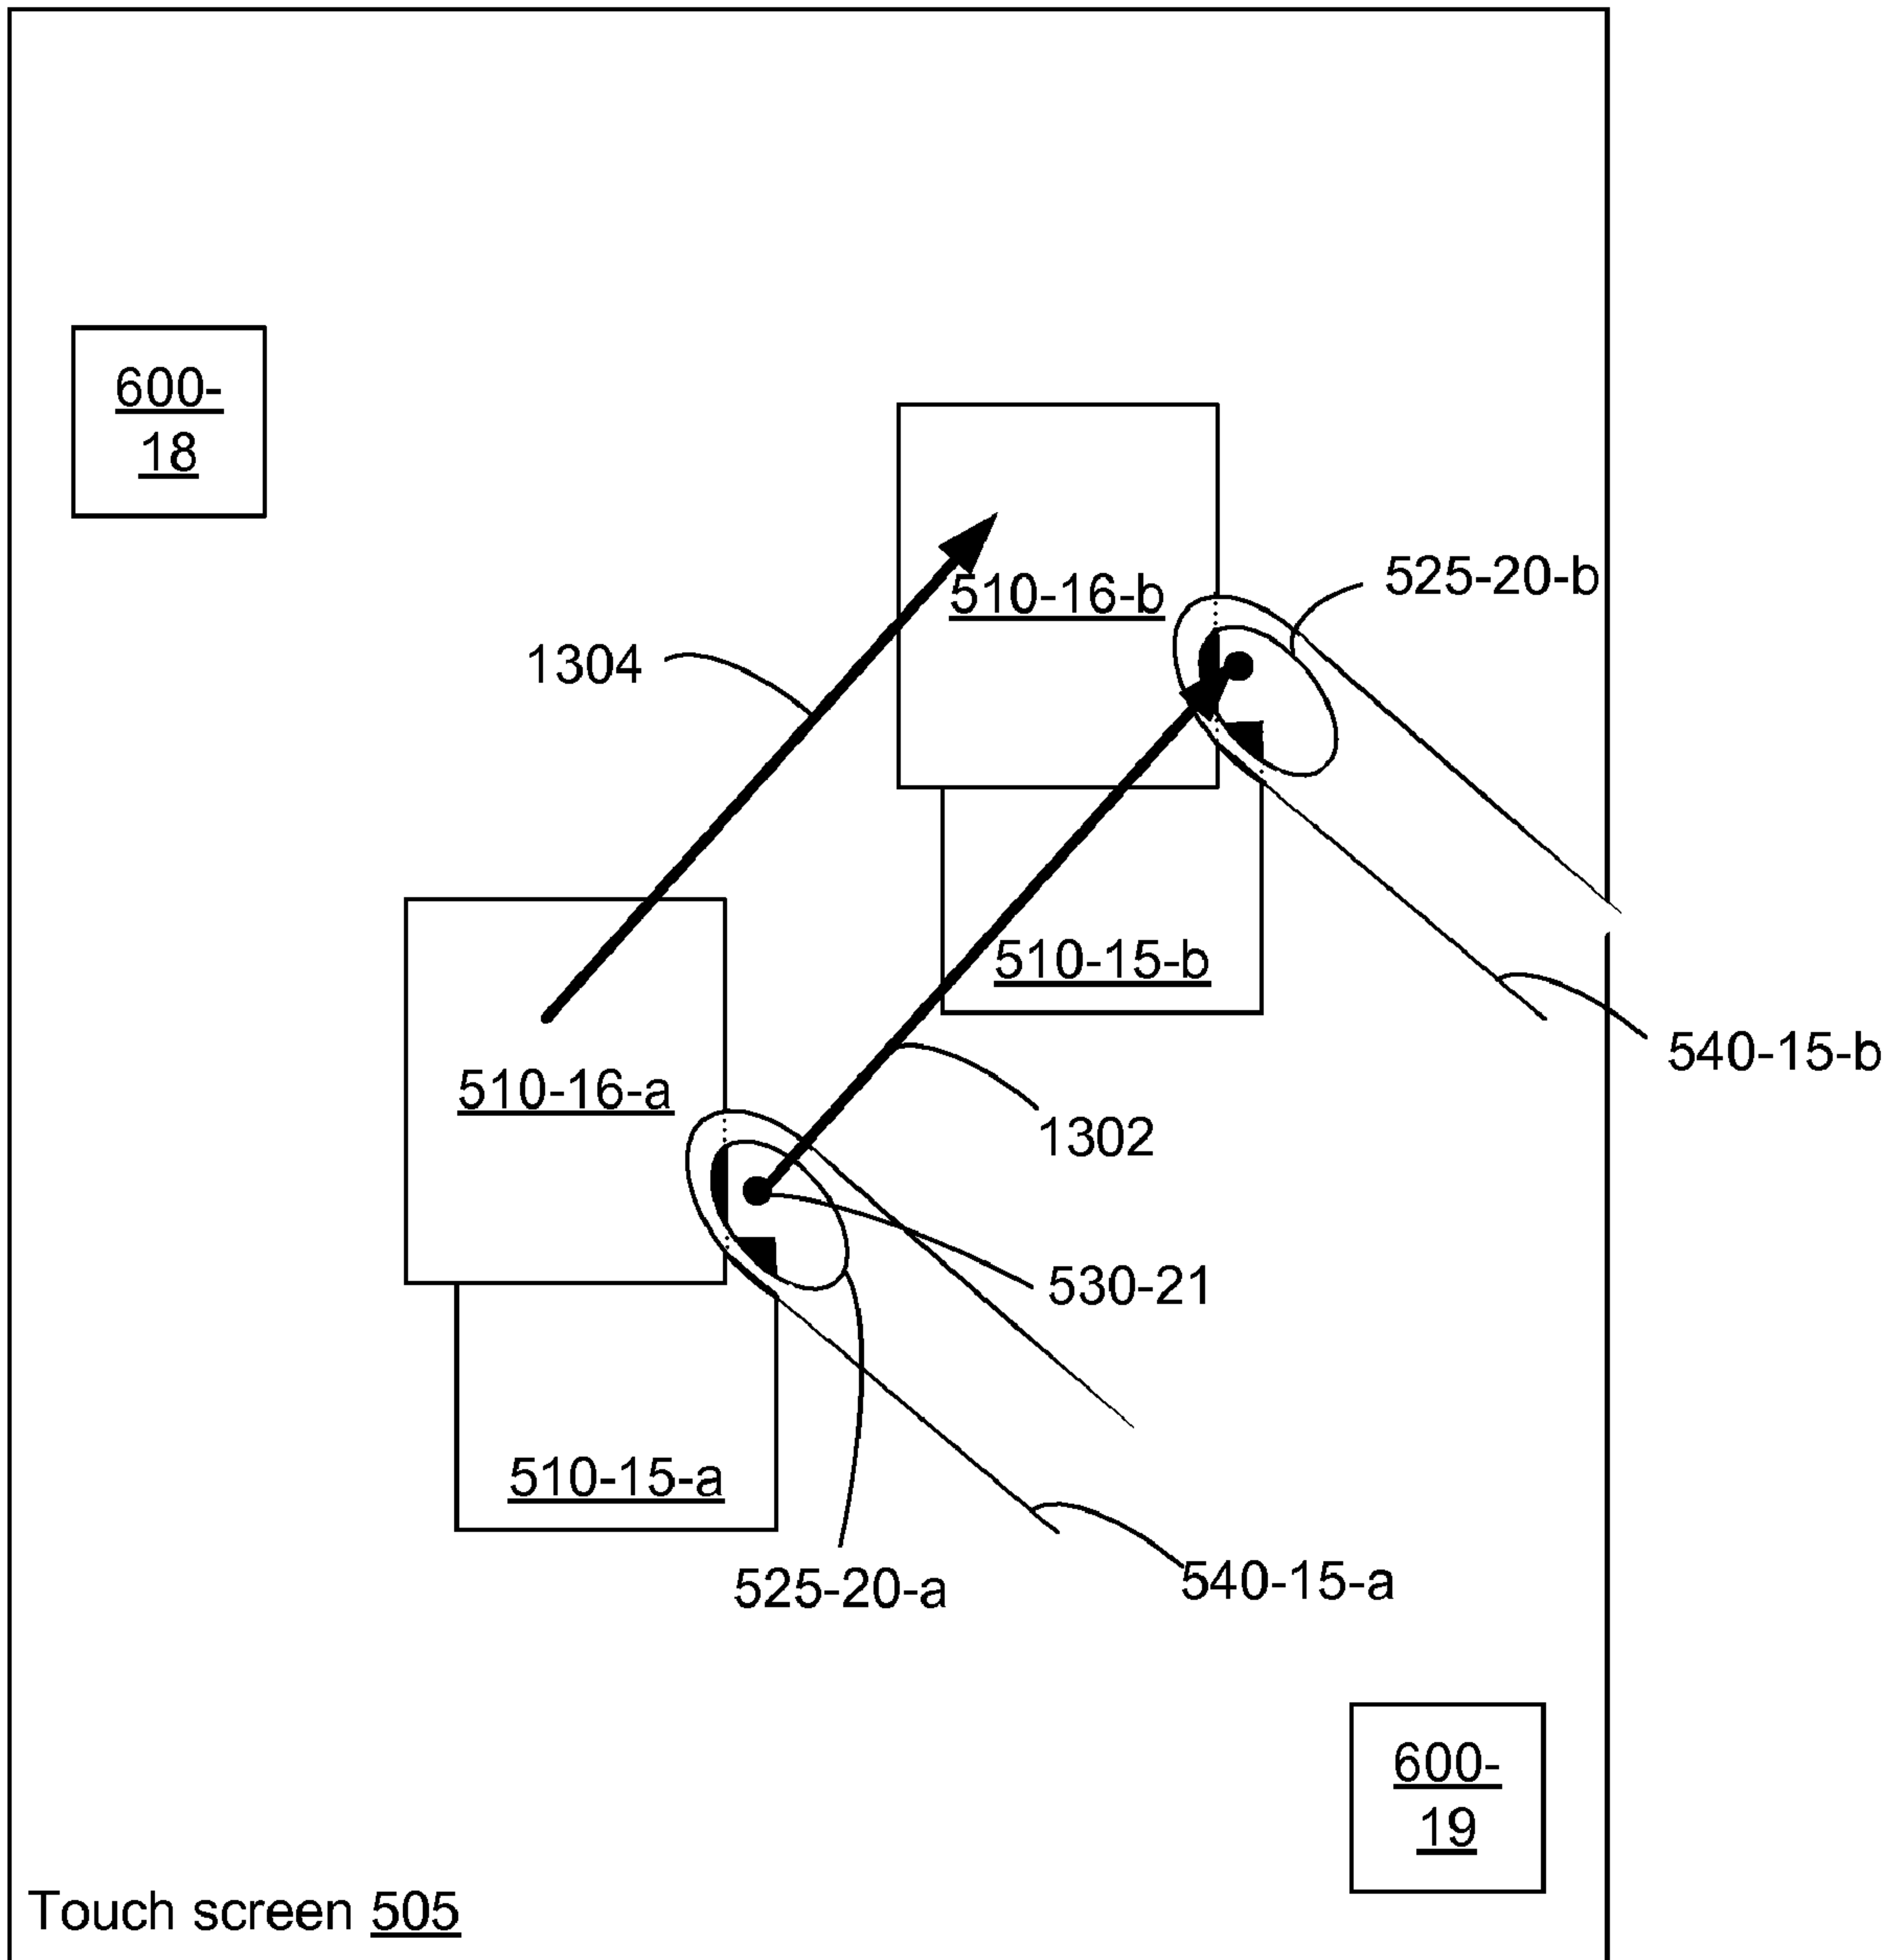 600-
18
510-16-b
525-20-b
1304
510-15-b
540-15-b
510-16-a
1302
530-21
510-15-a
525-20-a
540-15-a
600-
19
Touch screen 505